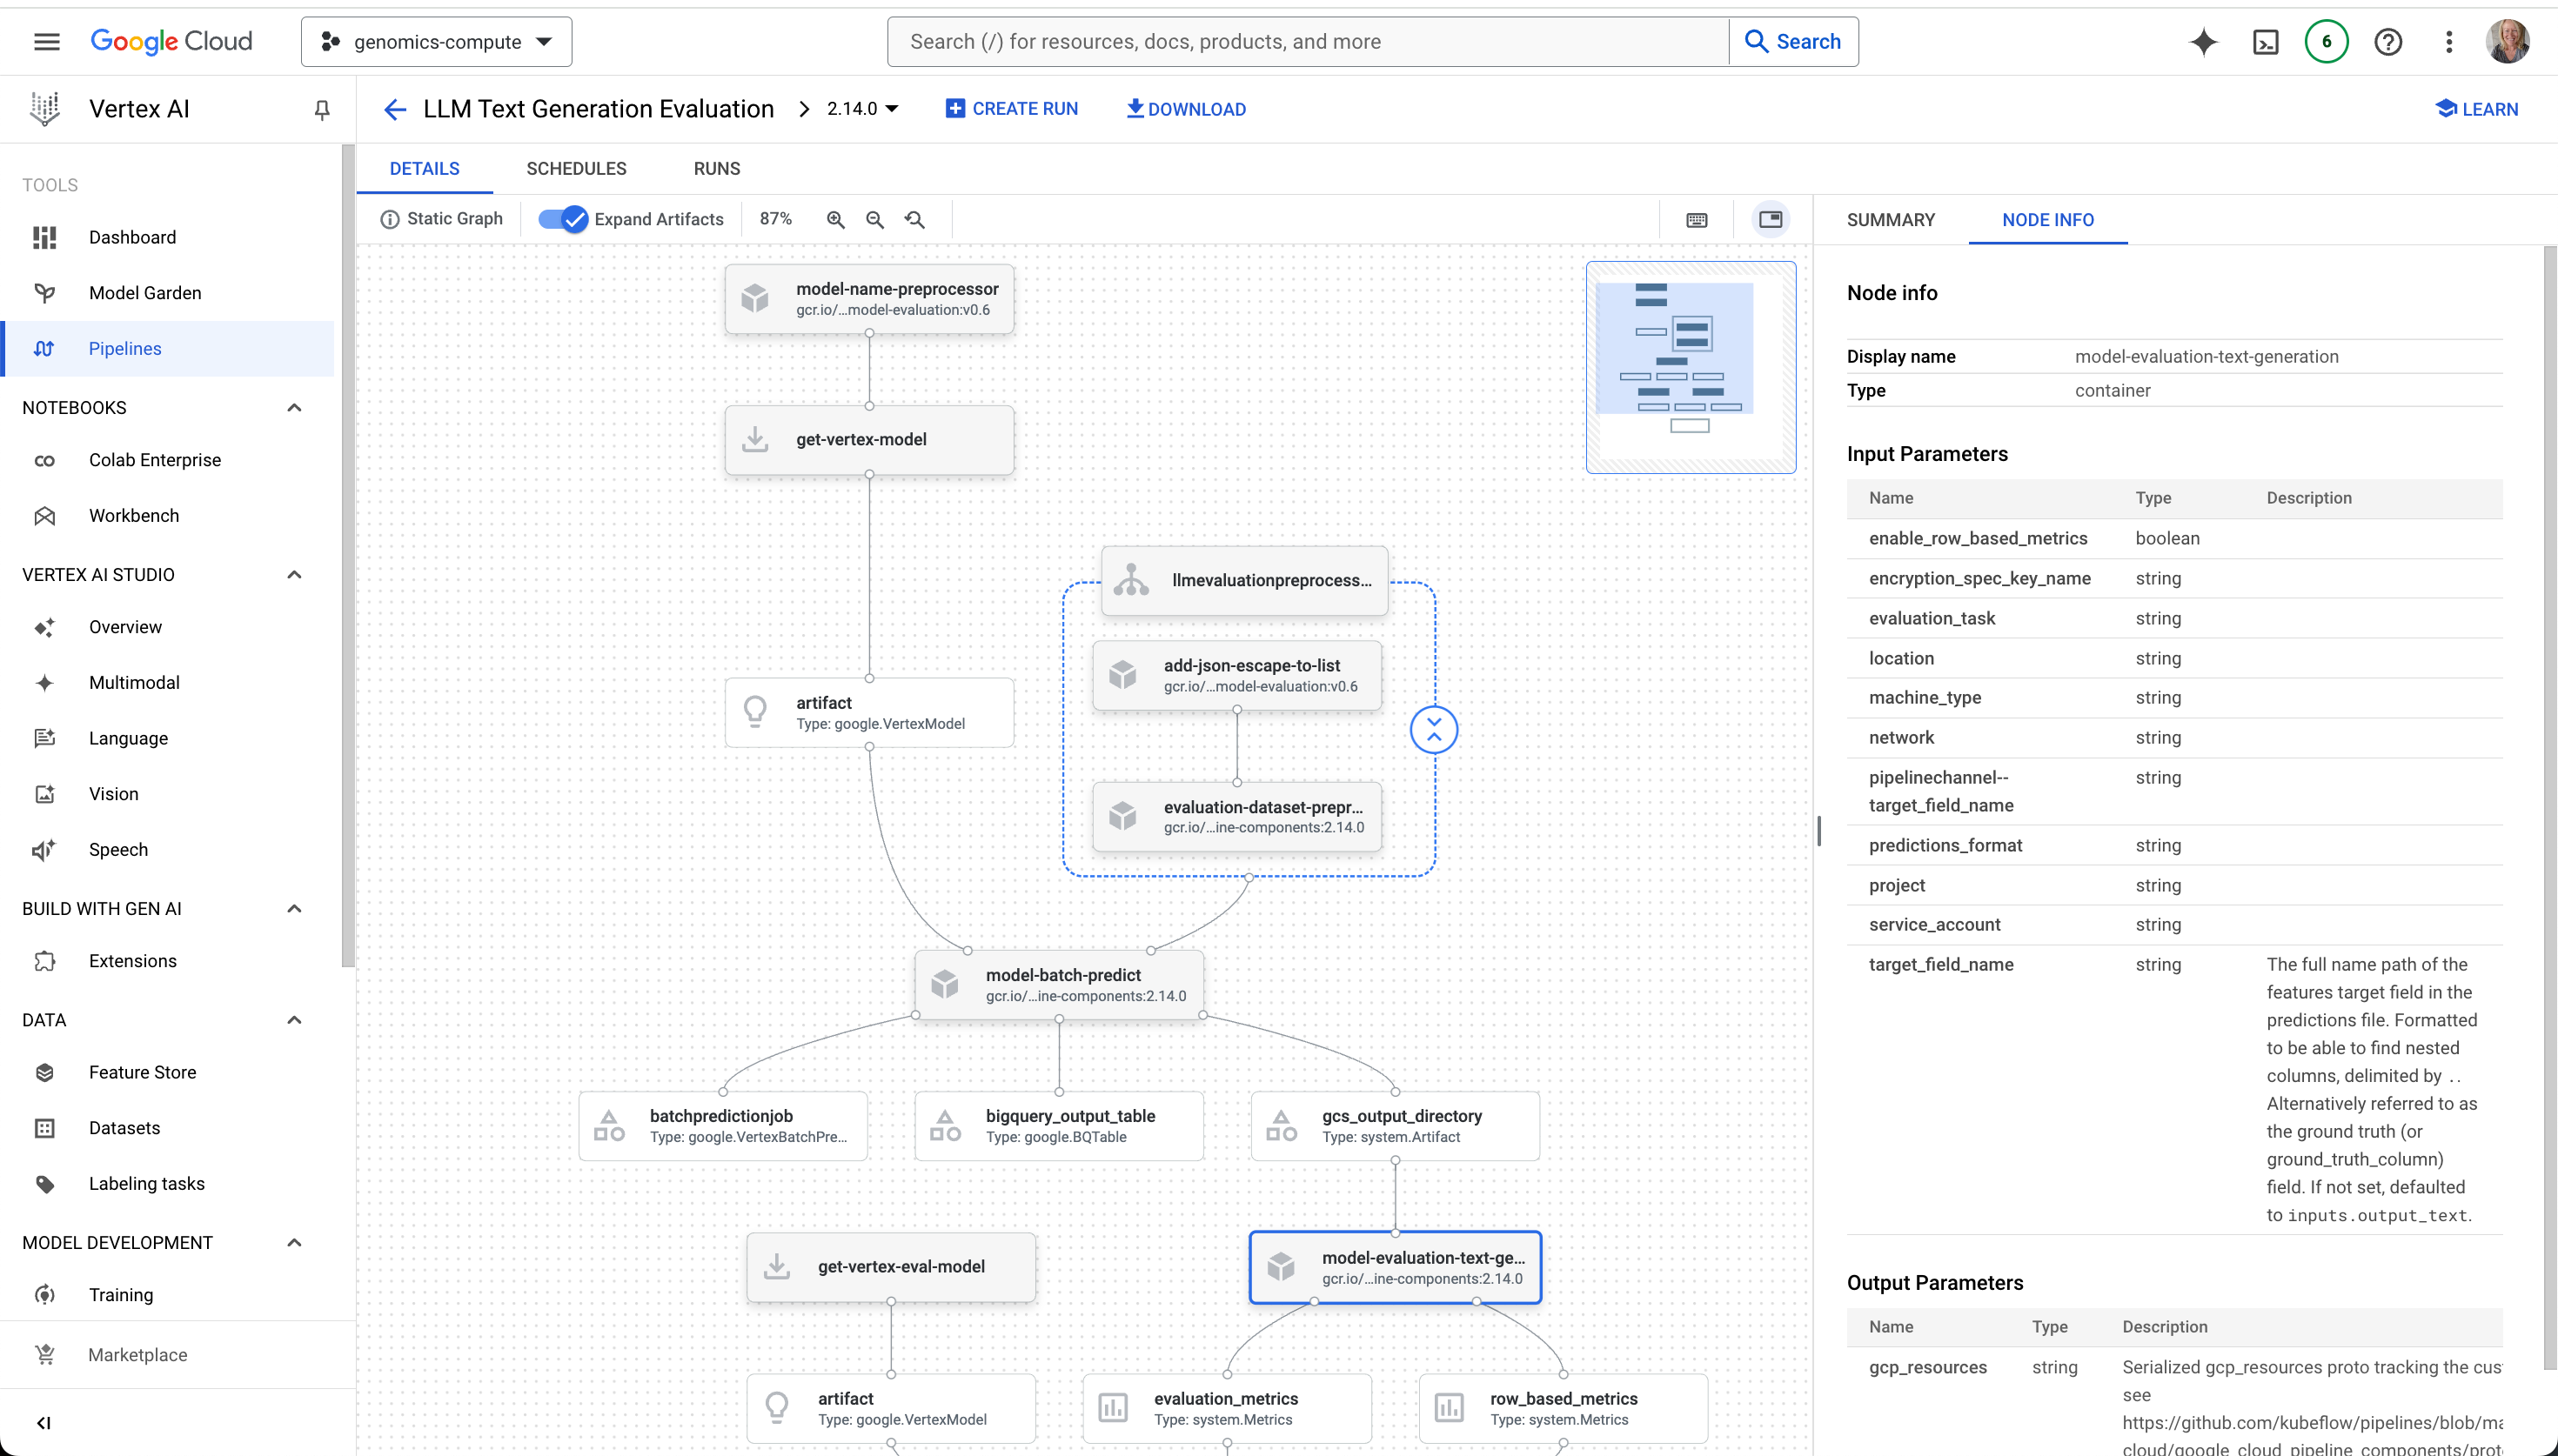 Google Cloud
genomics-compute
Search (/) for resources, docs, products, and more
Search
6
Vertex AI
LLM Text Generation Evaluation
2.14.0
CREATE RUN
DOWNLOAD
LEARN
TOOLS
Dashboard
Model Garden
Pipelines
NOTEBOOKS
Colab Enterprise
Workbench
VERTEX AI STUDIO
Overview
Multimodal
Language
Vision
Speech
BUILD WITH GEN AI
Extensions
DATA
Feature Store
Datasets
Labeling tasks
MODEL DEVELOPMENT
Training
Marketplace
DETAILS
SCHEDULES
RUNS
Static Graph
Expand Artifacts
87%
model-name-preprocessor
gcr.io/...model-evaluation:v0.6
get-vertex-model
llmevaluationpreprocess...
add-json-escape-to-list
gcr.io/...model-evaluation:v0.6
artifact
Type: google.VertexModel
evaluation-dataset-prepr...
gcr.io/...ine-components:2.14.0
model-batch-predict
gcr.io/...ine-components:2.14.0
batchpredictionjob
Type: google.VertexBatchPre...
bigquery_output_table
Type: google.BQTable
gcs_output_directory
Type: system.Artifact
get-vertex-eval-model
model-evaluation-text-ge...
gcr.io/...ine-components:2.14.0
artifact
Type: google.VertexModel
evaluation_metrics
Type: system.Metrics
row_based_metrics
Type: system.Metrics
SUMMARY
NODE INFO
Node info
Display name model-evaluation-text-generation
Type container
Input Parameters
Name Type Description
enable_row_based_metrics boolean
encryption_spec_key_name string
evaluation_task string
location string
machine_type string
network string
pipelinechannel-- string
target_field_name
predictions_format string
project string
service_account string
target_field_name string The full name path of the
features target field in the
predictions file. Formatted
to be able to find nested
columns, delimited by ..
Alternatively referred to as
the ground truth (or
ground_truth_column)
field. If not set, defaulted
to inputs.output_text.
Output Parameters
Name Type Description
gcp_resources string Serialized gcp_resources proto tracking the cus
see
https://github.com/kubeflow/pipelines/blob/ma
cloud/google_cloud_pipeline_components/prot